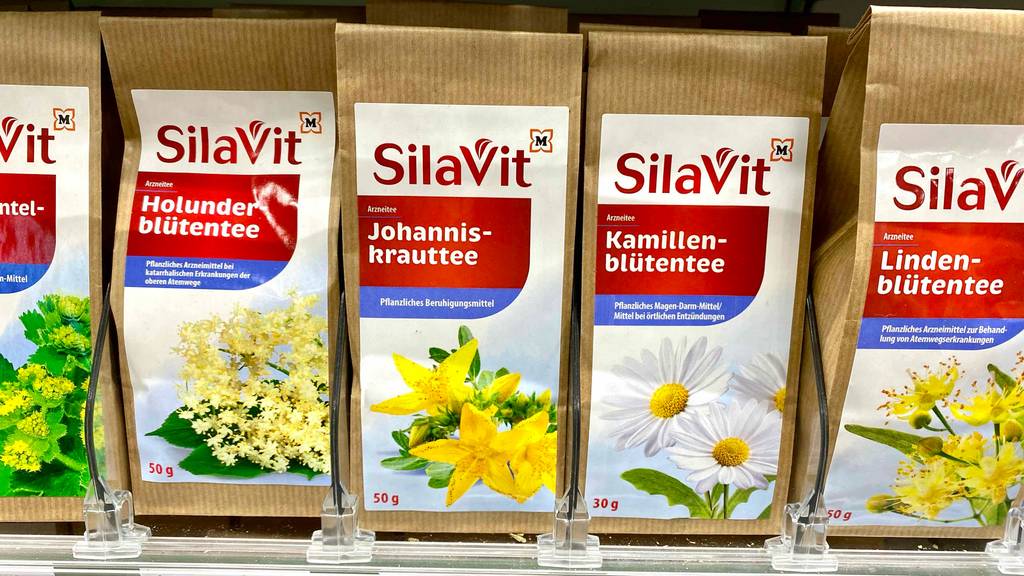 Vit
M
ntel-
n-Mittel
SilaVit
M
Arzneitee
Holunder-
blütentee
Pflanzliches Arzneimittel bei
katarrhalischen Erkrankungen der
oberen Atemwege
50 g
SilaVit
M
Arzneitee
Johannis-
krauttee
Pflanzliches Beruhigungsmittel
50 g
SilaVit
M
Arzneitee
Kamillen-
blütentee
Pflanzliches Magen-Darm-Mittel/
Mittel bei örtlichen Entzündungen
30 g
SilaV
Arzneitee
Linden-
blütentee
Pflanzliches Arzneimittel zur Behand-
lung von Atemwegserkrankungen
50 g